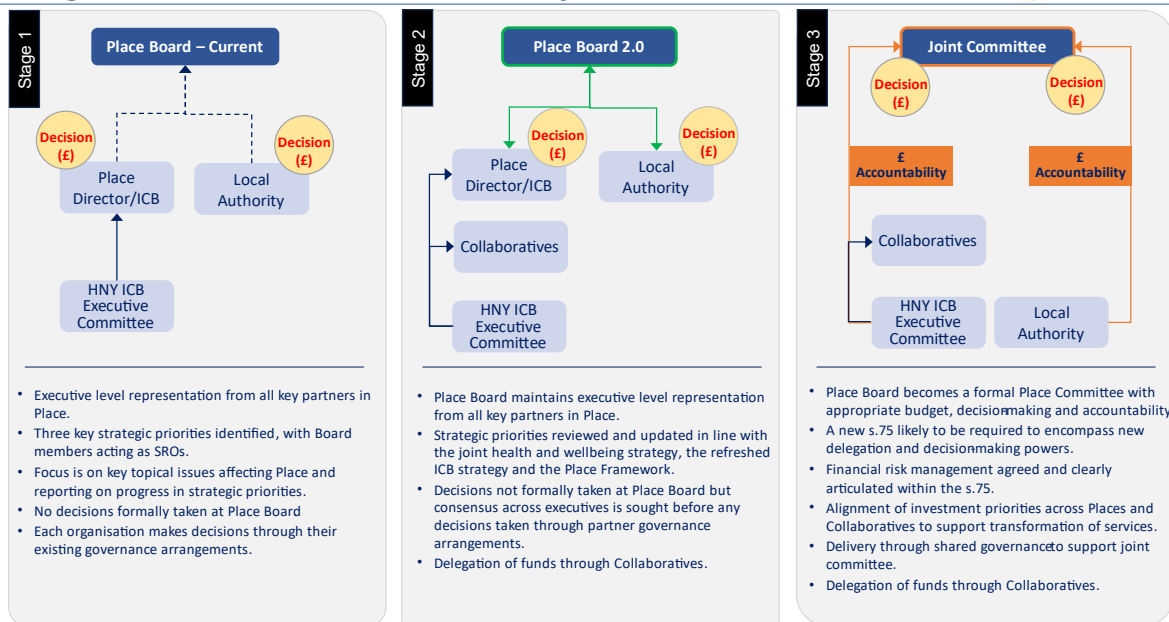 Stage 1
Place Board – Current
Decision
(£)
Decision
(£)
Place
Director/ICB
Local
Authority
HNY ICB
Executive
Committee
• Executive level representation from all key partners in
Place.
• Three key strategic priorities identified, with Board
members acting as SROs.
• Focus is on key topical issues affecting Place and
reporting on progress in strategic priorities.
• No decisions formally taken at Place Board
• Each organisation makes decisions through their
existing governance arrangements.
Stage 2
Place Board 2.0
Decision
(£)
Decision
(£)
Place
Director/ICB
Local
Authority
Collaboratives
HNY ICB
Executive
Committee
• Place Board maintains executive level representation
from all key partners in Place.
• Strategic priorities reviewed and updated in line with
the joint health and wellbeing strategy, the refreshed
ICB strategy and the Place Framework.
• Decisions not formally taken at Place Board but
consensus across executives is sought before any
decisions taken through partner governance
arrangements.
• Delegation of funds through Collaboratives.
Stage 3
Joint Committee
Decision
(£)
Decision
(£)
£
Accountability
£
Accountability
Collaboratives
HNY ICB
Executive
Committee
Local
Authority
• Place Board becomes a formal Place Committee with
appropriate budget, decision-making and accountability
• A new s.75 likely to be required to encompass new
delegation and decision-making powers.
• Financial risk management agreed and clearly
articulated within the s.75.
• Alignment of investment priorities across Places and
Collaboratives to support transformation of services.
• Delivery through shared governance to support joint
committee.
• Delegation of funds through Collaboratives.